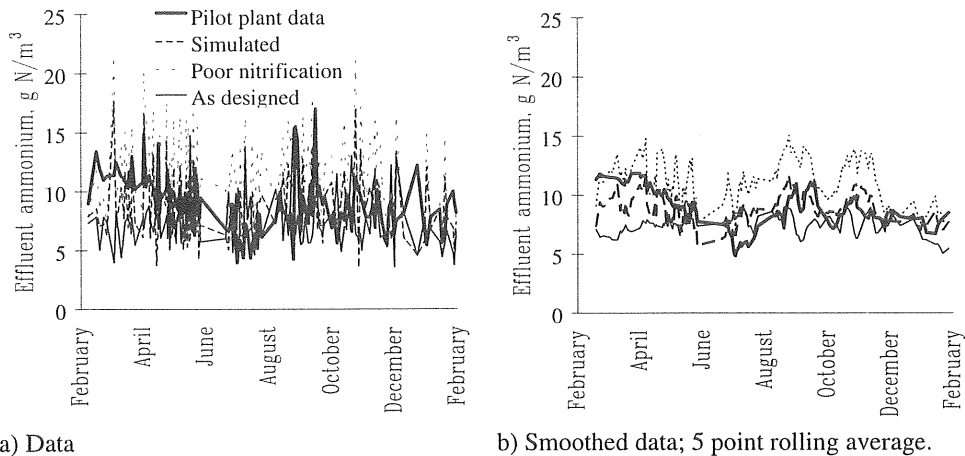 Effluent ammonium, g N/m³
25
20
15
10
5
0
Pilot plant data
Simulated
Poor nitrification
As designed
February
April
June
August
October
December
February
a) Data
Effluent ammonium, g N/m³
25
20
15
10
5
0
February
April
June
August
October
December
February
b) Smoothed data; 5 point rolling average.